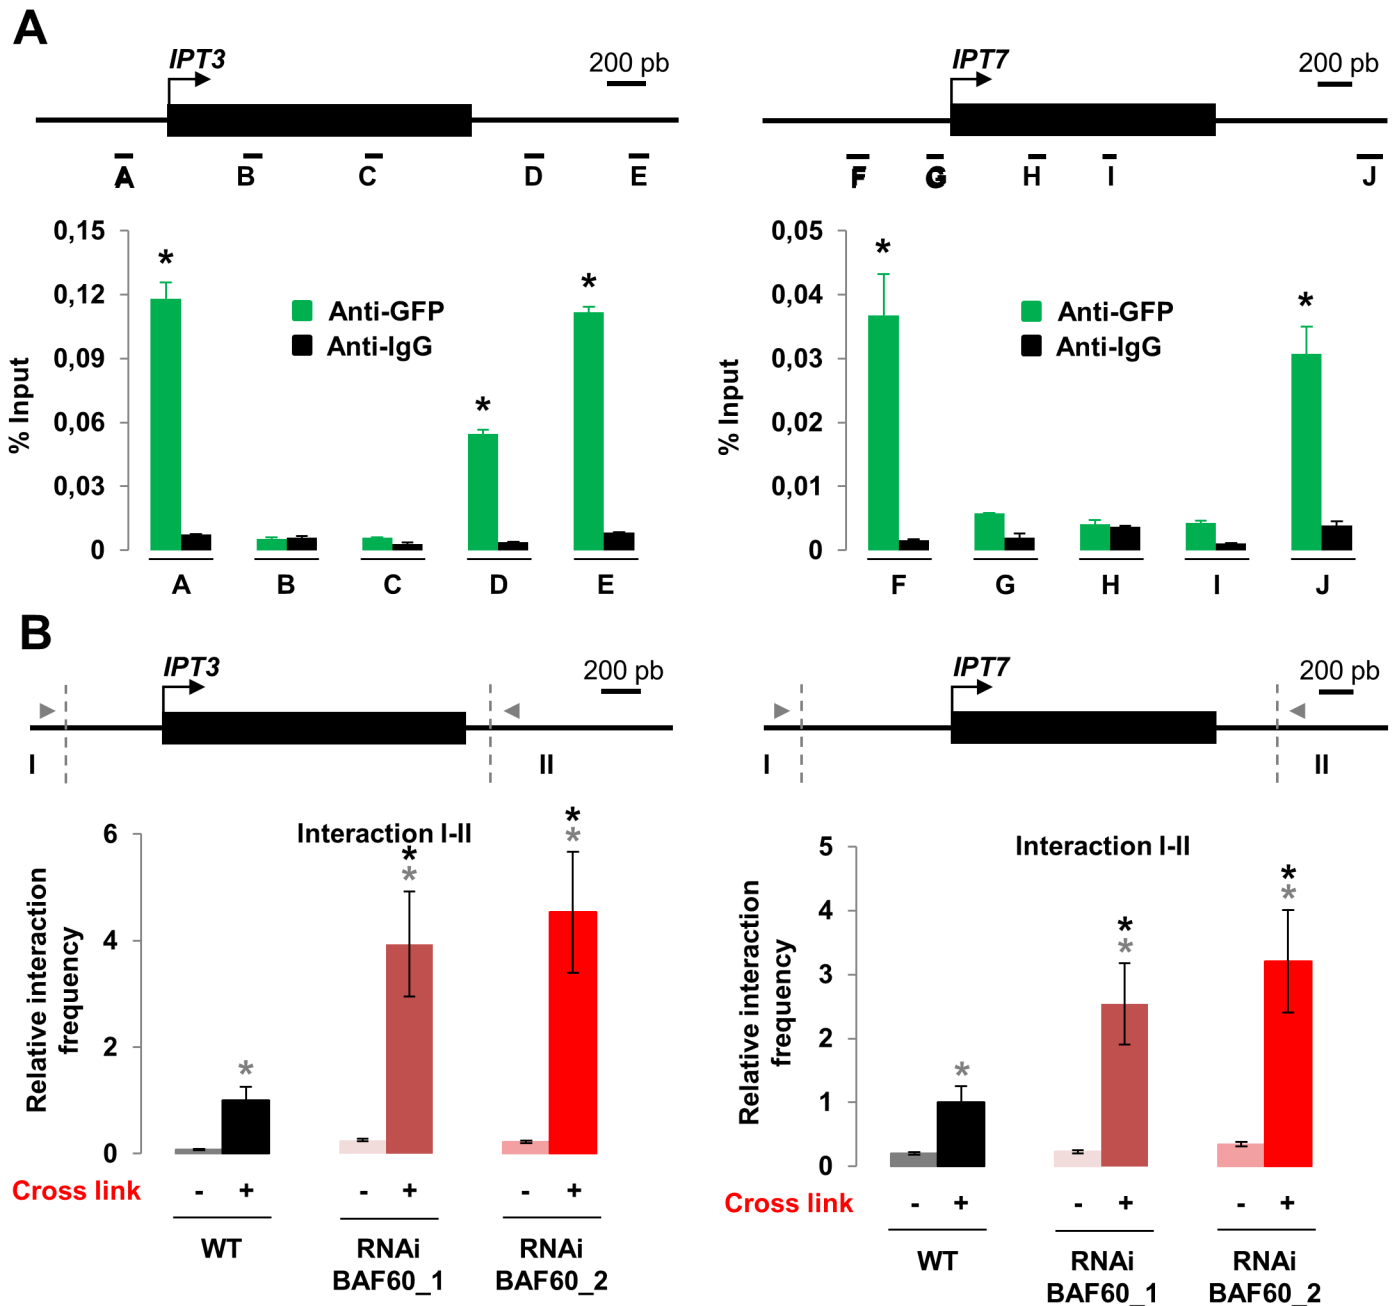 A
IPT3
200 pb
A B C D E
0,15
0,12
0,09
0,06
0,03
0
% Input
Anti-GFP
Anti-IgG
*
*
*
A B C D E
IPT7
200 pb
F G H I J
0,05
0,04
0,03
0,02
0,01
0
% Input
Anti-GFP
Anti-IgG
*
*
F G H I J
B
IPT3
200 pb
I II
Interaction I-II
6
4
2
0
Relative interaction
frequency
*
*
*
*
*
Cross link - + - + - +
WT RNAi RNAi
BAF60_1 BAF60_2
IPT7
200 pb
I II
Interaction I-II
5
4
3
2
1
0
Relative interaction
frequency
*
*
*
*
*
Cross link - + - + - +
WT RNAi RNAi
BAF60_1 BAF60_2